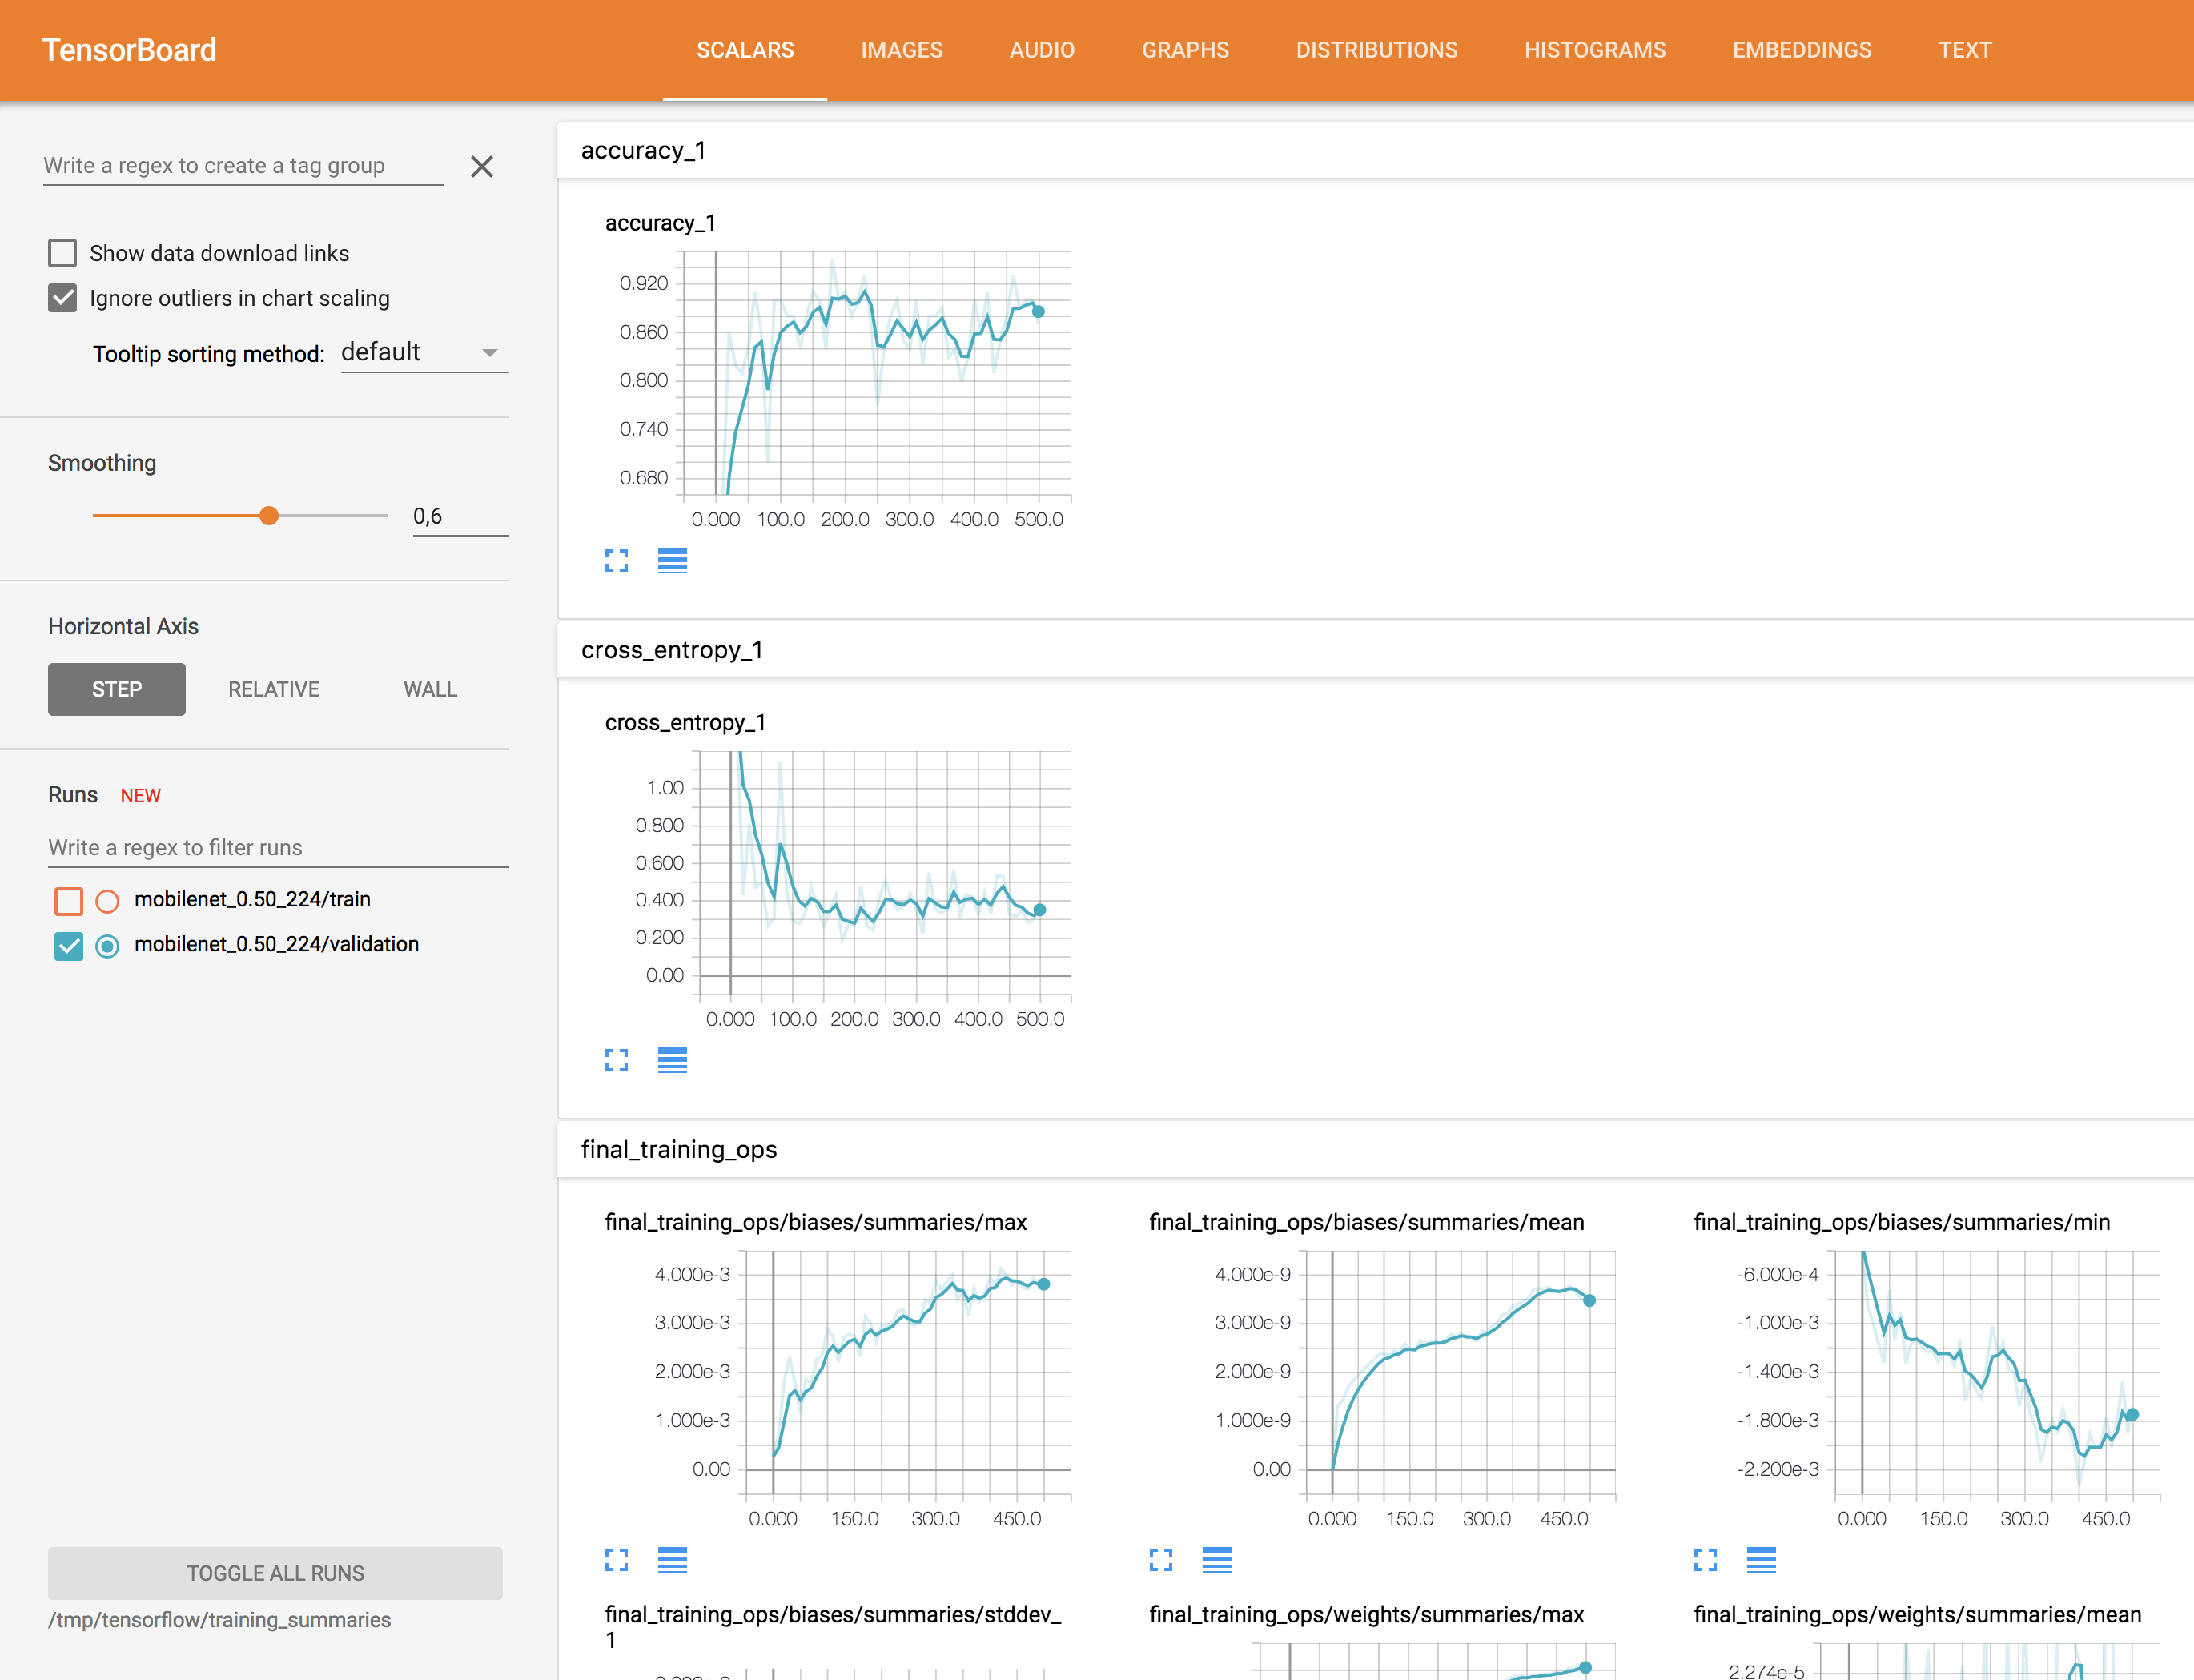 TensorBoard
SCALARS IMAGES AUDIO GRAPHS DISTRIBUTIONS HISTOGRAMS EMBEDDINGS TEXT
Write a regex to create a tag group
Show data download links
Ignore outliers in chart scaling
Tooltip sorting method: default
Smoothing
0,6
Horizontal Axis
STEP RELATIVE WALL
Runs NEW
Write a regex to filter runs
mobilenet_0.50_224/train
mobilenet_0.50_224/validation
TOGGLE ALL RUNS
/tmp/tensorflow/training_summaries
accuracy_1
accuracy_1
0.920
0.860
0.800
0.740
0.680
0.000 100.0 200.0 300.0 400.0 500.0
cross_entropy_1
cross_entropy_1
1.00
0.800
0.600
0.400
0.200
0.00
0.000 100.0 200.0 300.0 400.0 500.0
final_training_ops
final_training_ops/biases/summaries/max
4.000e-3
3.000e-3
2.000e-3
1.000e-3
0.00
0.000 150.0 300.0 450.0
final_training_ops/biases/summaries/mean
4.000e-9
3.000e-9
2.000e-9
1.000e-9
0.00
0.000 150.0 300.0 450.0
final_training_ops/biases/summaries/min
-6.000e-4
-1.000e-3
-1.400e-3
-1.800e-3
-2.200e-3
0.000 150.0 300.0 450.0
final_training_ops/biases/summaries/stddev_
1
final_training_ops/weights/summaries/max
final_training_ops/weights/summaries/mean
2.274e-5